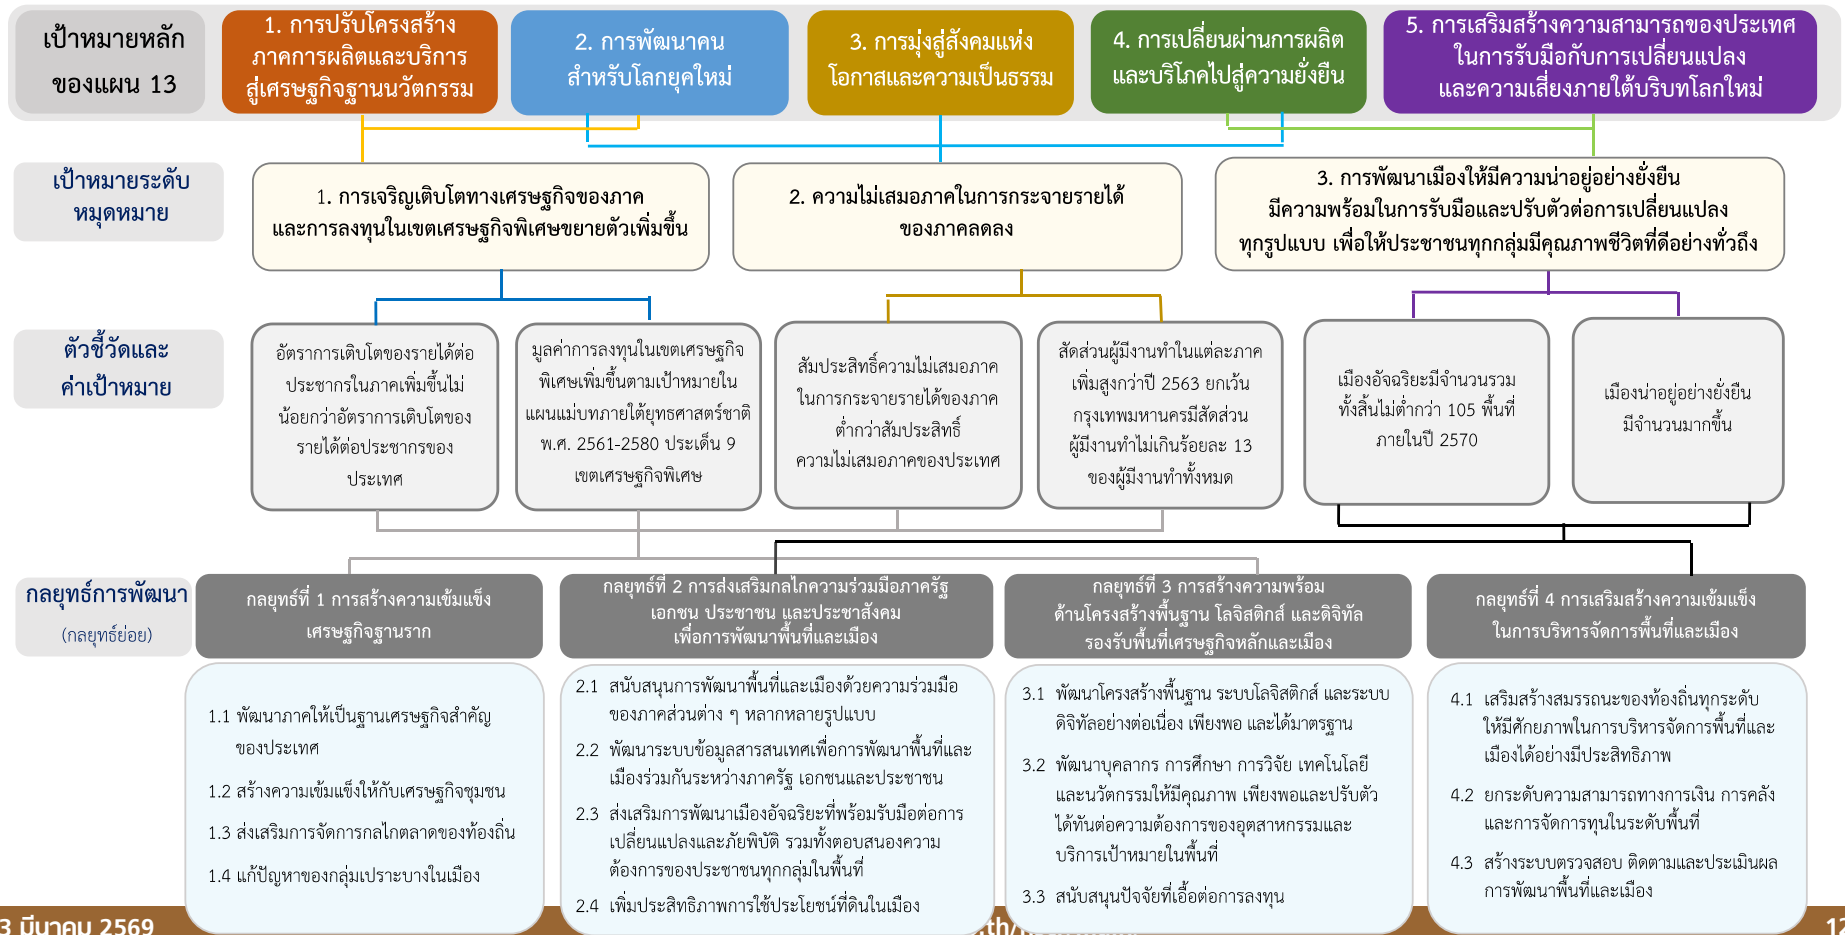 เป้าหมายหลัก
ของแผน 13
1. การปรับโครงสร้าง
ภาคการผลิตและบริการ
สู่เศรษฐกิจฐานนวัตกรรม
2. การพัฒนาคน
สำหรับโลกยุคใหม่
3. การมุ่งสู่สังคมแห่ง
โอกาสและความเป็นธรรม
4. การเปลี่ยนผ่านการผลิต
และบริโภคไปสู่ความยั่งยืน
5. การเสริมสร้างความสามารถของประเทศ
ในการรับมือกับการเปลี่ยนแปลง
และความเสี่ยงภายใต้บริบทโลกใหม่
เป้าหมายระดับ
หมุดหมาย
1. การเจริญเติบโตทางเศรษฐกิจของภาค
และการลงทุนในเขตเศรษฐกิจพิเศษขยายตัวเพิ่มขึ้น
2. ความไม่เสมอภาคในการกระจายรายได้
ของภาคลดลง
3. การพัฒนาเมืองให้มีความน่าอยู่อย่างยั่งยืน
มีความพร้อมในการรับมือและปรับตัวต่อการเปลี่ยนแปลง
ทุกรูปแบบ เพื่อให้ประชาชนทุกกลุ่มมีคุณภาพชีวิตที่ดีอย่างทั่วถึง
ตัวชี้วัดและ
ค่าเป้าหมาย
อัตราการเติบโตของรายได้ต่อ
ประชากรในภาคเพิ่มขึ้นไม่
น้อยกว่าอัตราการเติบโตของ
รายได้ต่อประชากรของ
ประเทศ
มูลค่าการลงทุนในเขตเศรษฐกิจ
พิเศษเพิ่มขึ้นตามเป้าหมายใน
แผนแม่บทภายใต้ยุทธศาสตร์ชาติ
พ.ศ. 2561-2580 ประเด็น 9
เขตเศรษฐกิจพิเศษ
สัมประสิทธิ์ความไม่เสมอภาค
ในการกระจายรายได้ของภาค
ต่ำกว่าสัมประสิทธิ์
ความไม่เสมอภาคของประเทศ
สัดส่วนผู้มีงานทำในแต่ละภาค
เพิ่มสูงกว่าปี 2563 ยกเว้น
กรุงเทพมหานครมีสัดส่วน
ผู้มีงานทำไม่เกินร้อยละ 13
ของผู้มีงานทำทั้งหมด
เมืองอัจฉริยะมีจำนวนรวม
ทั้งสิ้นไม่ต่ำกว่า 105 พื้นที่
ภายในปี 2570
เมืองน่าอยู่อย่างยั่งยืน
มีจำนวนมากขึ้น
กลยุทธ์การพัฒนา
(กลยุทธ์ย่อย)
กลยุทธ์ที่ 1 การสร้างความเข้มแข็ง
เศรษฐกิจฐานราก
กลยุทธ์ที่ 2 การส่งเสริมกลไกความร่วมมือภาครัฐ
เอกชน ประชาชน และประชาสังคม
เพื่อการพัฒนาพื้นที่และเมือง
กลยุทธ์ที่ 3 การสร้างความพร้อม
ด้านโครงสร้างพื้นฐาน โลจิสติกส์ และดิจิทัล
รองรับพื้นที่เศรษฐกิจหลักและเมือง
กลยุทธ์ที่ 4 การเสริมสร้างความเข้มแข็ง
ในการบริหารจัดการพื้นที่และเมือง
1.1 พัฒนาภาคให้เป็นฐานเศรษฐกิจสำคัญ
ของประเทศ
1.2 สร้างความเข้มแข็งให้กับเศรษฐกิจชุมชน
1.3 ส่งเสริมการจัดการกลไกตลาดของท้องถิ่น
1.4 แก้ปัญหาของกลุ่มเปราะบางในเมือง
2.1 สนับสนุนการพัฒนาพื้นที่และเมืองด้วยความร่วมมือ
ของภาคส่วนต่าง ๆ หลากหลายรูปแบบ
2.2 พัฒนาระบบข้อมูลสารสนเทศเพื่อการพัฒนาพื้นที่และ
เมืองร่วมกันระหว่างภาครัฐ เอกชนและประชาชน
2.3 ส่งเสริมการพัฒนาเมืองอัจฉริยะที่พร้อมรับมือต่อการ
เปลี่ยนแปลงและภัยพิบัติ รวมทั้งตอบสนองความ
ต้องการของประชาชนทุกกลุ่มในพื้นที่
2.4 เพิ่มประสิทธิภาพการใช้ประโยชน์ที่ดินในเมือง
3.1 พัฒนาโครงสร้างพื้นฐาน ระบบโลจิสติกส์ และระบบ
ดิจิทัลอย่างต่อเนื่อง เพียงพอ และได้มาตรฐาน
3.2 พัฒนาบุคลากร การศึกษา การวิจัย เทคโนโลยี
และนวัตกรรมให้มีคุณภาพ เพียงพอและปรับตัว
ได้ทันต่อความต้องการของอุตสาหกรรมและ
บริการเป้าหมายในพื้นที่
3.3 สนับสนุนปัจจัยที่เอื้อต่อการลงทุน
4.1 เสริมสร้างสมรรถนะของท้องถิ่นทุกระดับ
ให้มีศักยภาพในการบริหารจัดการพื้นที่และ
เมืองได้อย่างมีประสิทธิภาพ
4.2 ยกระดับความสามารถทางการเงิน การคลัง
และการจัดการทุนในระดับพื้นที่
4.3 สร้างระบบตรวจสอบ ติดตามและประเมินผล
การพัฒนาพื้นที่และเมือง
3 มีนาคม 2569